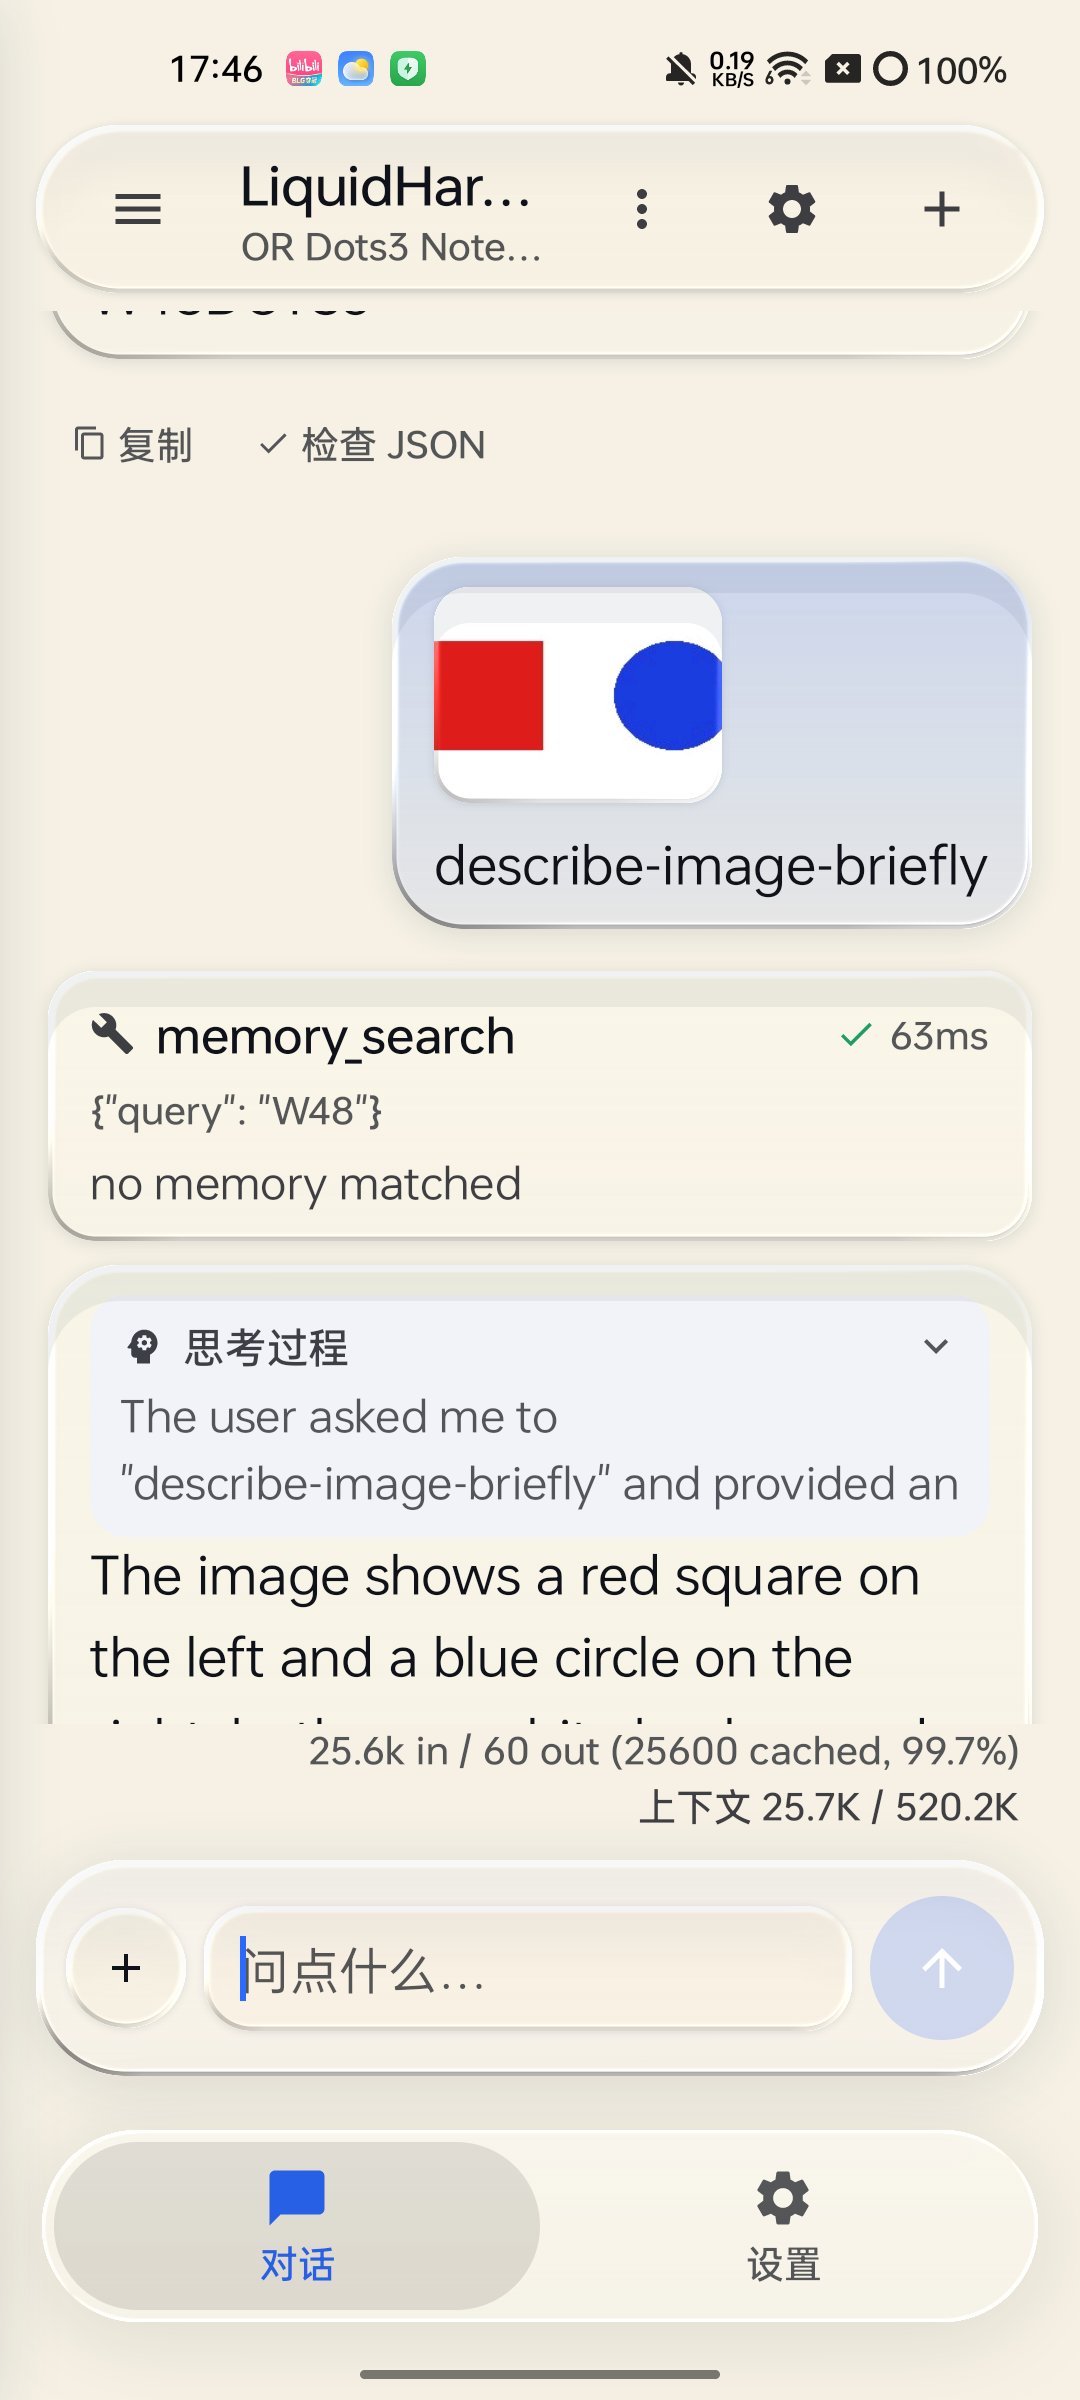 17:46
bilibili
0.19
KB/S
6
100%
LiquidHar...
OR Dots3 Note...
复制
检查 JSON
describe-image-briefly
memory_search
63ms
{"query": "W48"}
no memory matched
思考过程
The user asked me to
"describe-image-briefly" and provided an
The image shows a red square on
the left and a blue circle on the
25.6k in / 60 out (25600 cached, 99.7%)
上下文 25.7K / 520.2K
问点什么...
对话
设置